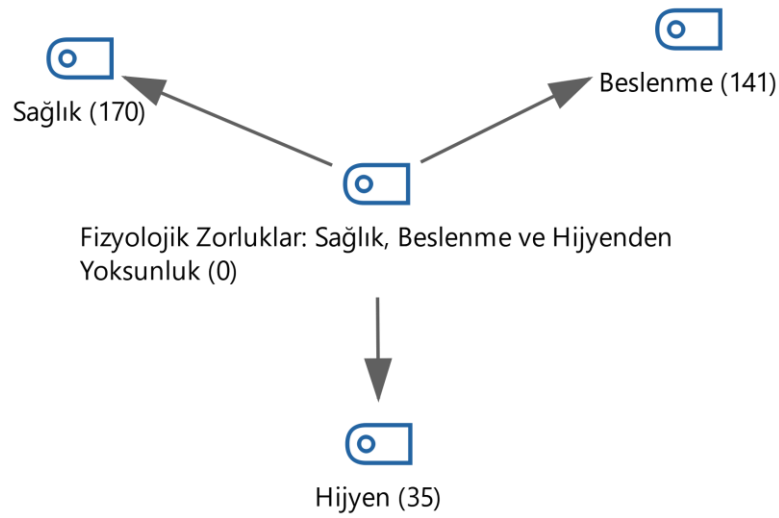 Beslenme (141)
Sağlık (170)
Fizyolojik Zorluklar: Sağlık, Beslenme ve Hijyenden
Yoksunluk (0)
Hijyen (35)